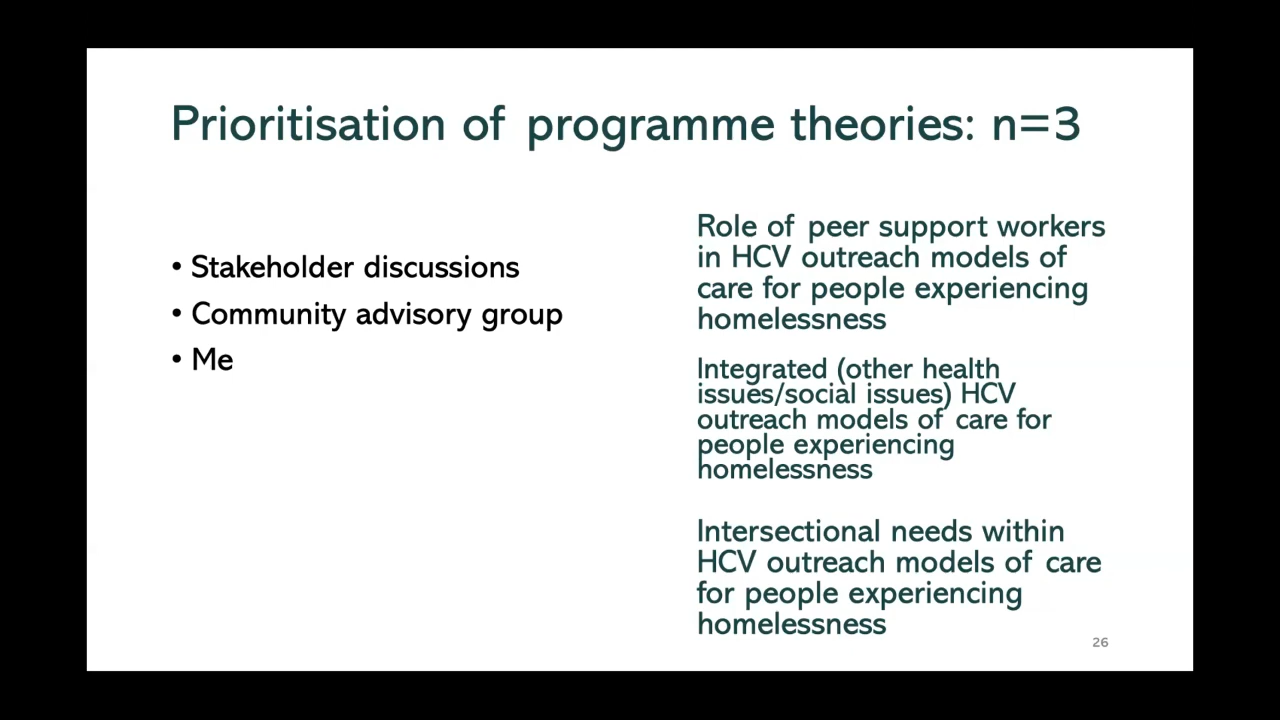 Prioritisation of programme theories: n=3
• Stakeholder discussions
• Community advisory group
• Me
Role of peer support workers
in HCV outreach models of
care for people experiencing
homelessness
Integrated (other health
issues/social issues) HCV
outreach models of care for
people experiencing
homelessness
Intersectional needs within
HCV outreach models of care
for people experiencing
homelessness
26